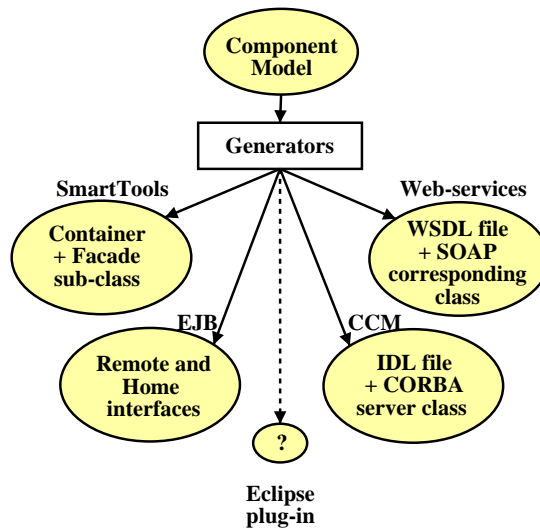 Component
Model
Generators
SmartTools
Web-services
Container
+ Facade
sub-class
WSDL file
+ SOAP
corresponding
class
EJB
CCM
Remote and
Home
interfaces
IDL file
+ CORBA
server class
?
Eclipse
plug-in